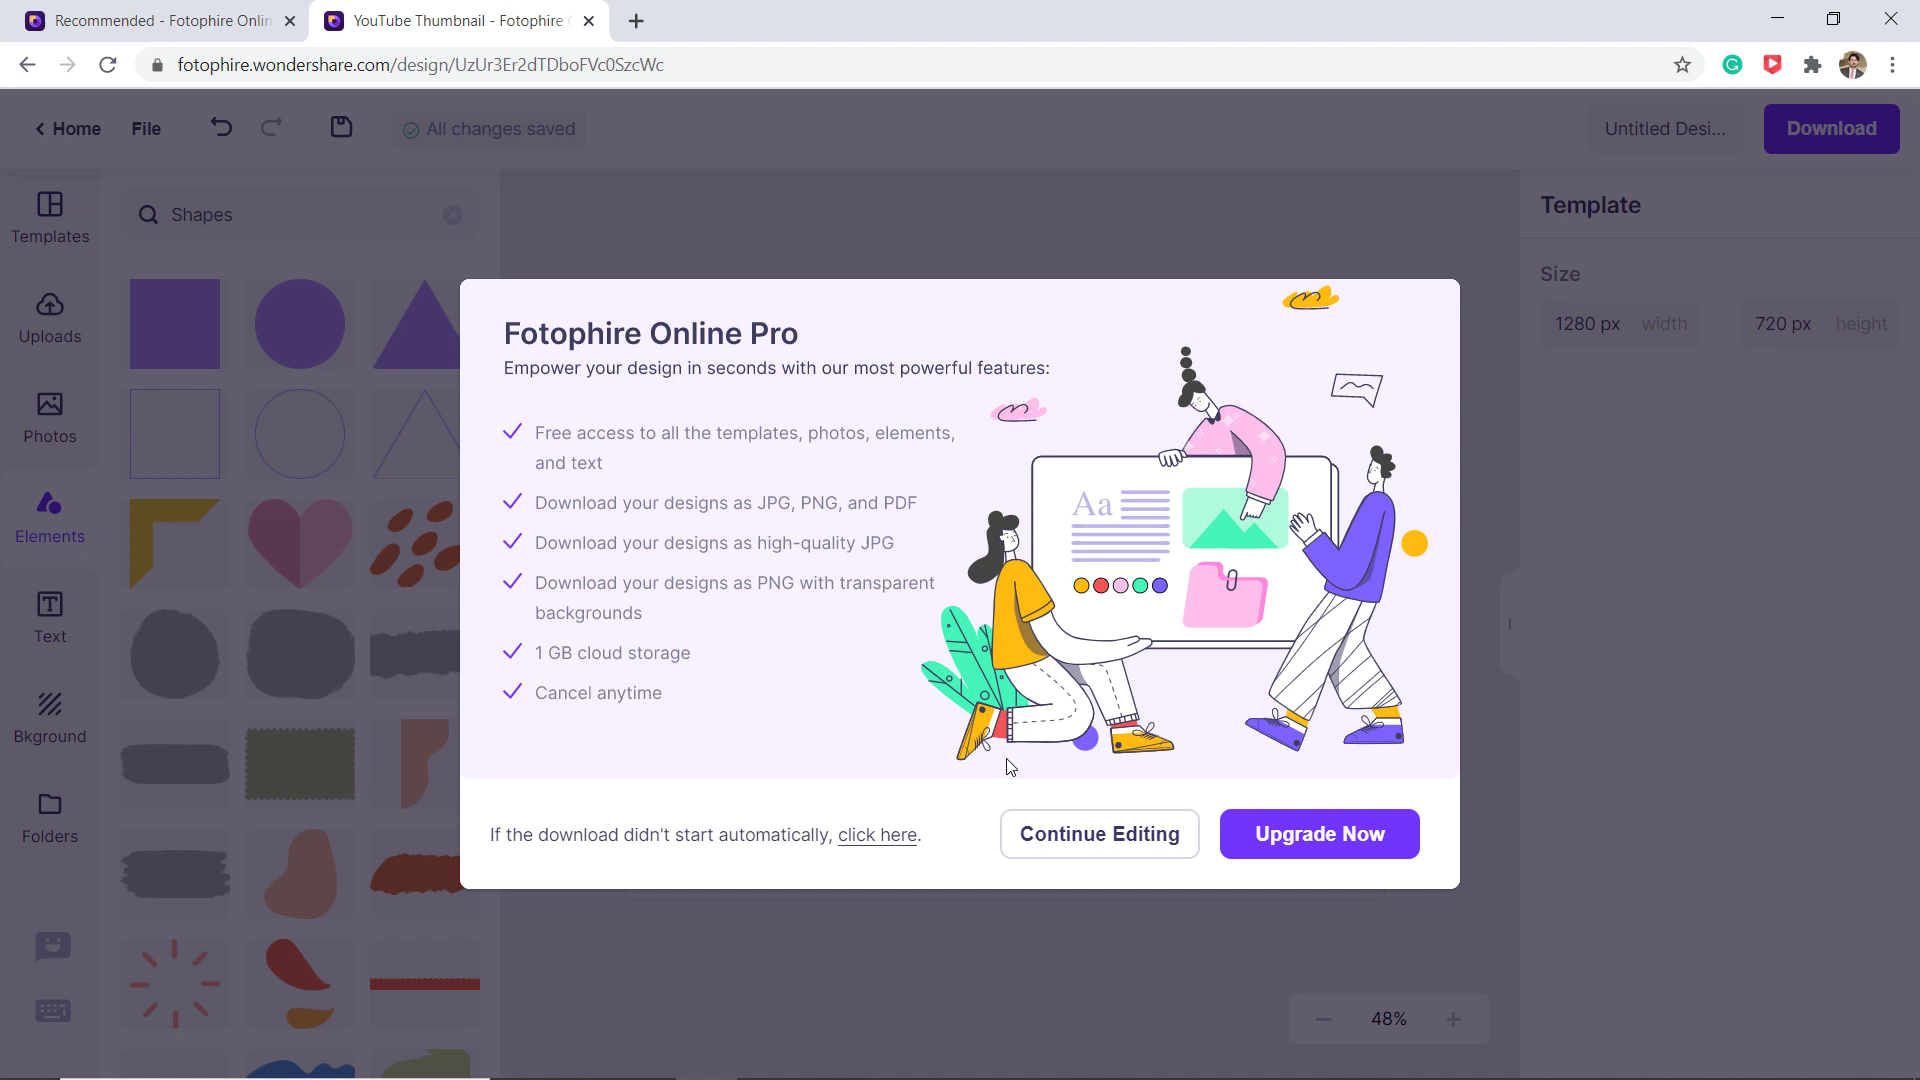 Recommended - Fotophire Onlin
YouTube Thumbnail - Fotophire
fotophire.wondershare.com/design/UzUr3Er2dTDboFVc0SzcWc
Home
File
All changes saved
Untitled Desi...
Download
Templates
Uploads
Photos
Elements
Text
Bkground
Folders
Shapes
Fotophire Online Pro
Empower your design in seconds with our most powerful features:
Free access to all the templates, photos, elements,
and text
Download your designs as JPG, PNG, and PDF
Download your designs as high-quality JPG
Download your designs as PNG with transparent
backgrounds
1 GB cloud storage
Cancel anytime
Aa
If the download didn't start automatically, click here.
Continue Editing
Upgrade Now
Template
Size
1280 px width
720 px height
48%